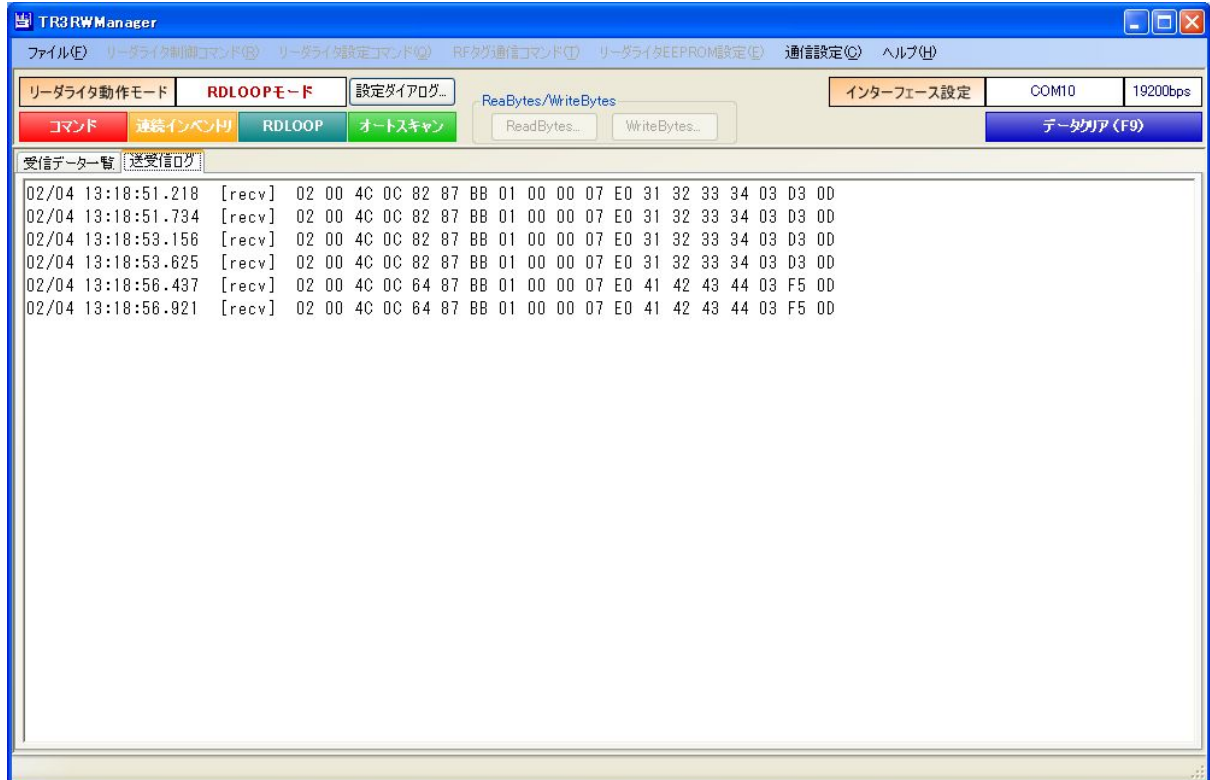 TR3RWManager
ファイル(F) リーダライタ制御コマンド(R) リーダライタ設定コマンド(Q) RFタグ通信コマンド(T) リーダライタEEPROM設定(E) 通信設定(C) ヘルプ(H)
リーダライタ動作モード RDLOOPモード 設定ダイアログ... ReaBytes/WriteBytes インターフェース設定 COM10 19200bps
コマンド 連続インベントリ RDLOOP オートスキャン ReadBytes... WriteBytes... データクリア (F9)
受信データ一覧 送受信ログ
02/04 13:18:51.218 [recv] 02 00 4C 0C 82 87 BB 01 00 00 07 E0 31 32 33 34 03 D3 0D
02/04 13:18:51.734 [recv] 02 00 4C 0C 82 87 BB 01 00 00 07 E0 31 32 33 34 03 D3 0D
02/04 13:18:53.156 [recv] 02 00 4C 0C 82 87 BB 01 00 00 07 E0 31 32 33 34 03 D3 0D
02/04 13:18:53.625 [recv] 02 00 4C 0C 82 87 BB 01 00 00 07 E0 31 32 33 34 03 D3 0D
02/04 13:18:56.437 [recv] 02 00 4C 0C 64 87 BB 01 00 00 07 E0 41 42 43 44 03 F5 0D
02/04 13:18:56.921 [recv] 02 00 4C 0C 64 87 BB 01 00 00 07 E0 41 42 43 44 03 F5 0D